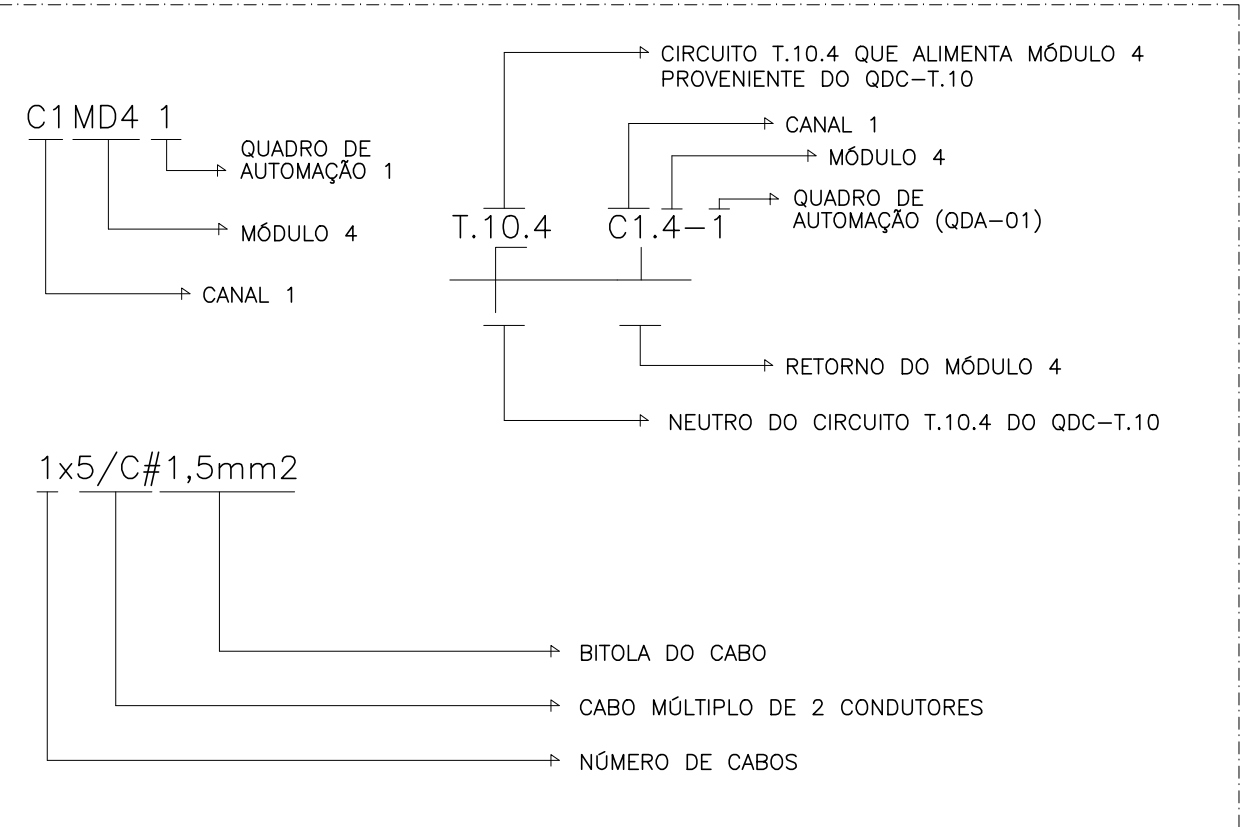 C1 MD4 1
QUADRO DE
AUTOMAÇÃO 1
MÓDULO 4
CANAL 1
CIRCUITO T.10.4 QUE ALIMENTA MÓDULO 4
PROVENIENTE DO QDC-T.10
CANAL 1
MÓDULO 4
QUADRO DE
AUTOMAÇÃO (QDA-01)
T.10.4 C1.4-1
RETORNO DO MÓDULO 4
NEUTRO DO CIRCUITO T.10.4 DO QDC-T.10
1x5/C#1,5mm2
BITOLA DO CABO
CABO MÚLTIPLO DE 2 CONDUTORES
NÚMERO DE CABOS